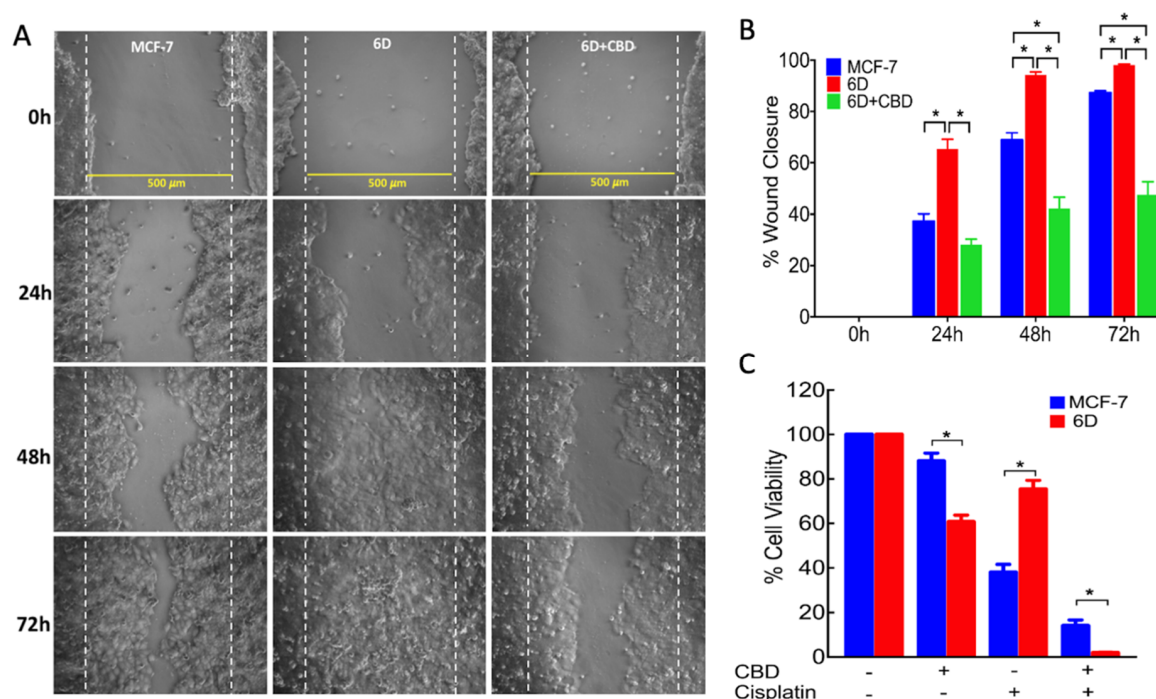 A
MCF-7
6D
6D+CBD
0h
500 µm
500 µm
500 µm
24h
48h
72h
B
MCF-7
6D
6D+CBD
* * * * * * * *
% Wound Closure
100
80
60
40
20
0
0h 24h 48h 72h
C
MCF-7
6D
* * *
% Cell Viability
120
100
80
60
40
20
0
CBD - + - +
Cisplatin - - + +